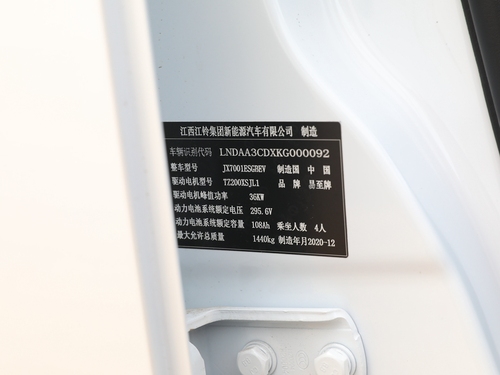 江西江铃集团新能源汽车有限公司 制造
车辆识别代码 LNDAA3CDXKG000092
整车型号 JX7001ESGBEV 制造国 中 国
驱动电机型号 TZ200XSJL1 品 牌 易至牌
驱动电机峰值功率 36KW
动力电池系统额定电压 295.6V
动力电池系统额定容量 108Ah 乘坐人数 4人
最大允许总质量 1440kg 制造年月2020-12